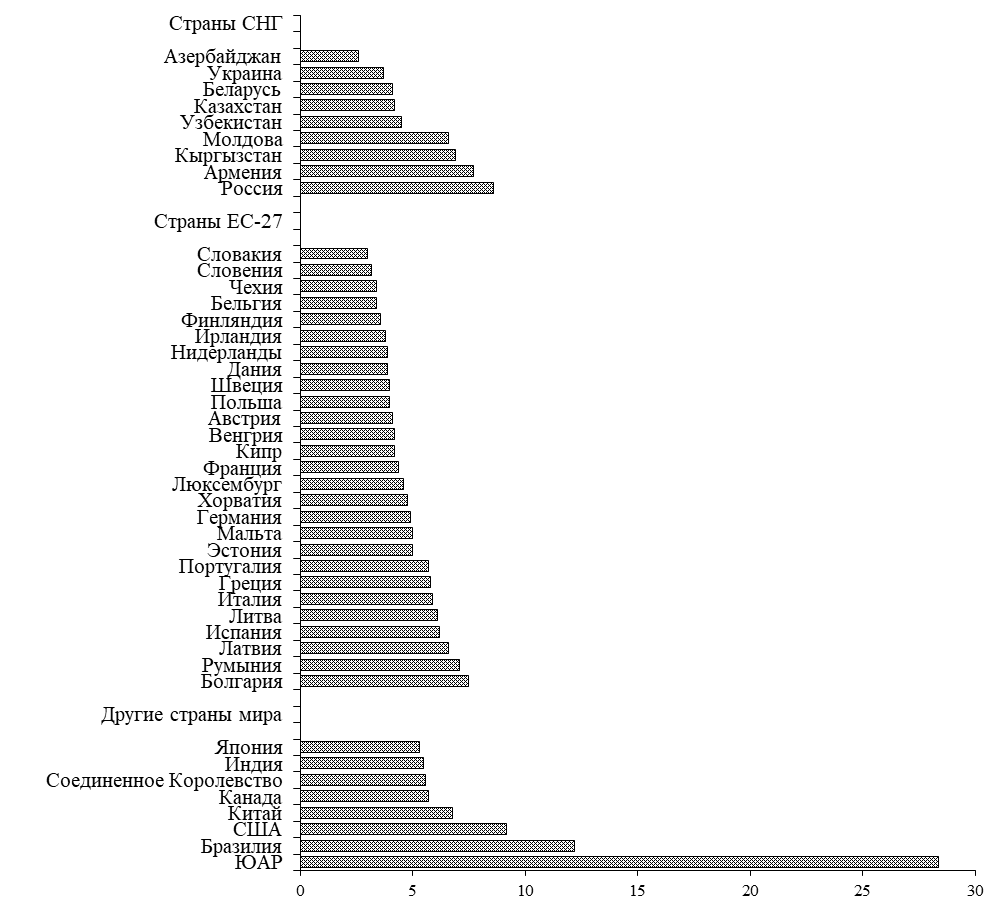 Страны СНГ
Азербайджан
Украина
Беларусь
Казахстан
Узбекистан
Молдова
Кыргызстан
Армения
Россия
Страны ЕС-27
Словакия
Словения
Чехия
Бельгия
Финляндия
Ирландия
Нидерланды
Дания
Швеция
Польша
Австрия
Венгрия
Кипр
Франция
Люксембург
Хорватия
Германия
Мальта
Эстония
Португалия
Греция
Италия
Литва
Испания
Латвия
Румыния
Болгария
Другие страны мира
Япония
Индия
Соединенное Королевство
Канада
Китай
США
Бразилия
ЮАР
0 5 10 15 20 25 30